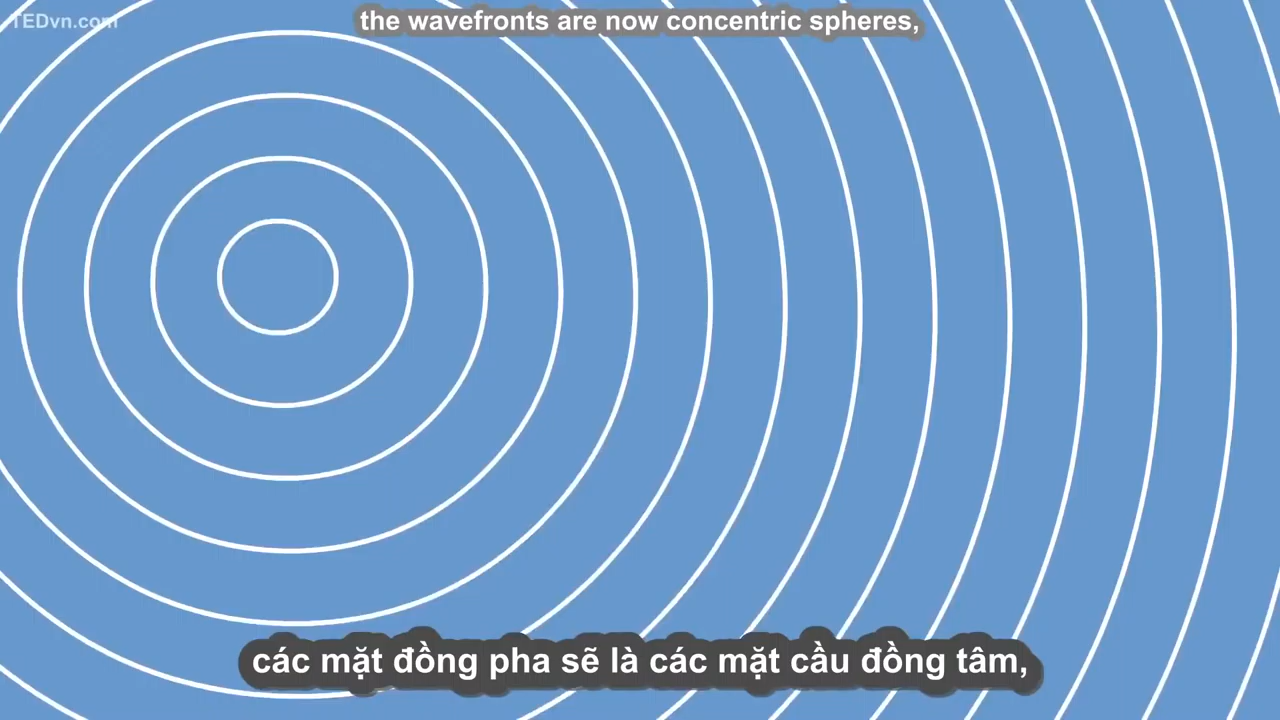 TEDvn.com
the wavefronts are now concentric spheres,
các mặt đồng pha sẽ là các mặt cầu đồng tâm,